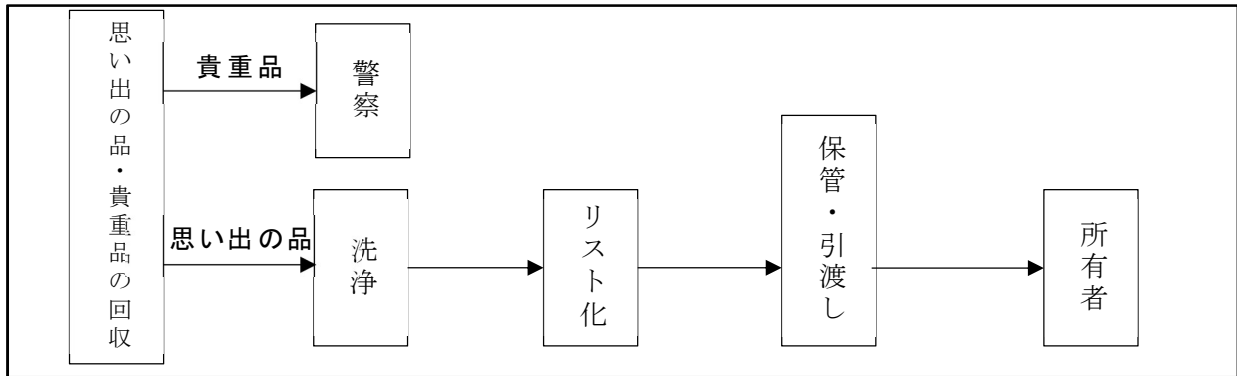 思い出の品・貴重品の回収
貴重品
警察
思い出の品
洗浄
リスト化
保管・引渡し
所有者